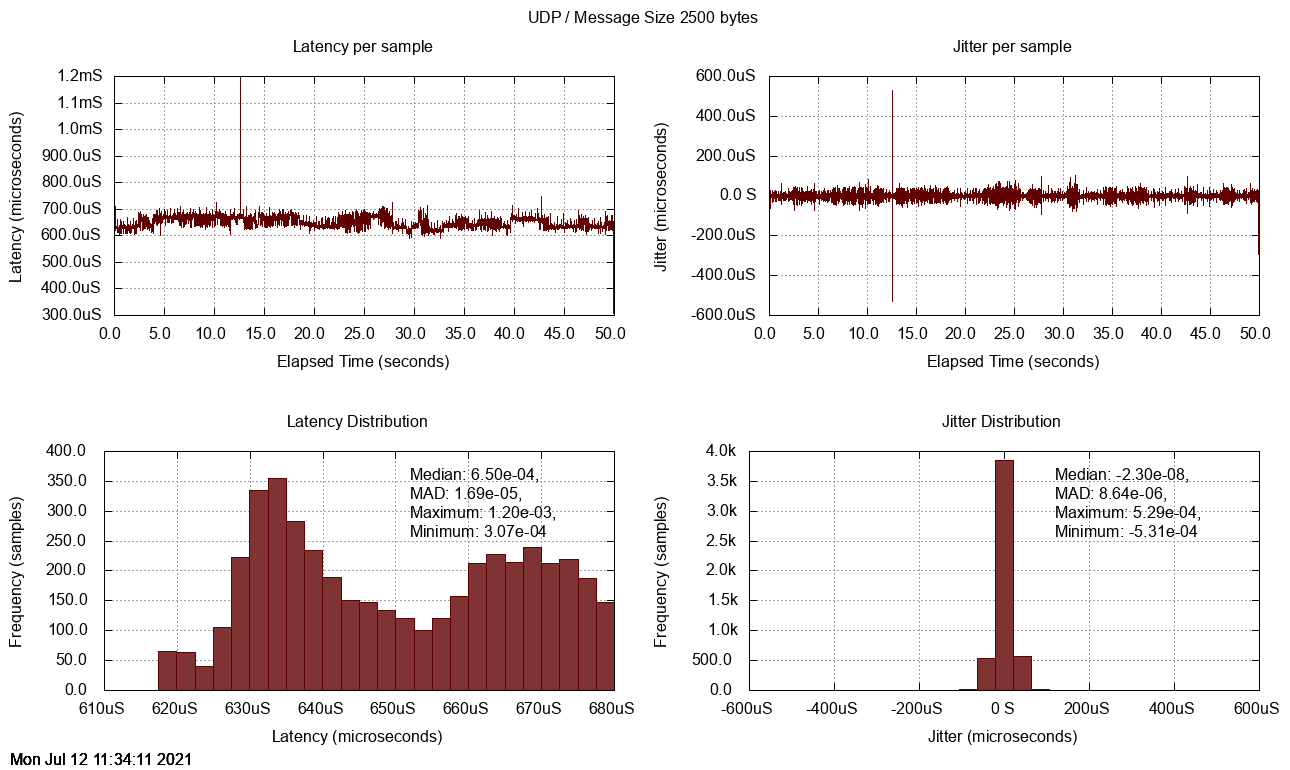 UDP / Message Size 2500 bytes
Latency per sample
1.2mS
1.1mS
1.0mS
900.0uS
800.0uS
700.0uS
600.0uS
500.0uS
400.0uS
300.0uS
Latency (microseconds)
0.0 5.0 10.0 15.0 20.0 25.0 30.0 35.0 40.0 45.0 50.0
Elapsed Time (seconds)
Jitter per sample
600.0uS
400.0uS
200.0uS
0.0 S
-200.0uS
-400.0uS
-600.0uS
Jitter (microseconds)
0.0 5.0 10.0 15.0 20.0 25.0 30.0 35.0 40.0 45.0 50.0
Elapsed Time (seconds)
Latency Distribution
400.0
350.0
300.0
250.0
200.0
150.0
100.0
50.0
0.0
Frequency (samples)
Median: 6.50e-04,
MAD: 1.69e-05,
Maximum: 1.20e-03,
Minimum: 3.07e-04
610uS 620uS 630uS 640uS 650uS 660uS 670uS 680uS
Latency (microseconds)
Jitter Distribution
4.0k
3.5k
3.0k
2.5k
2.0k
1.5k
1.0k
500.0
0.0
Frequency (samples)
Median: -2.30e-08,
MAD: 8.64e-06,
Maximum: 5.29e-04,
Minimum: -5.31e-04
-600uS -400uS -200uS 0 S 200uS 400uS 600uS
Jitter (microseconds)
Mon Jul 12 11:34:11 2021